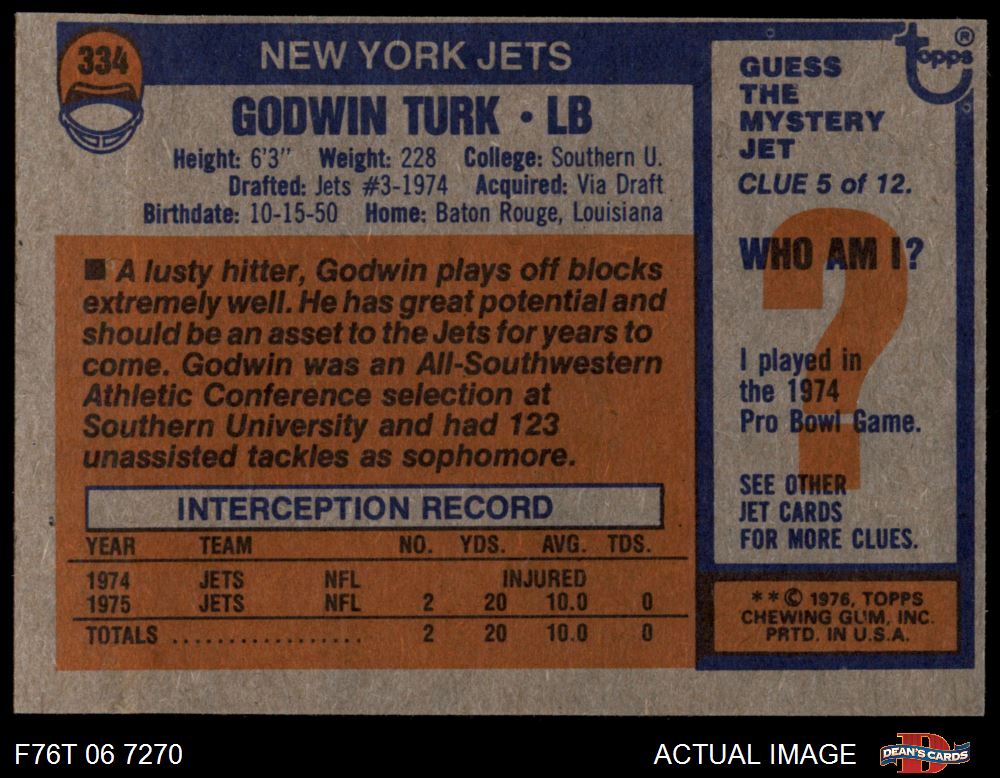 334
NEW YORK JETS
GODWIN TURK • LB
Height: 6'3" Weight: 228 College: Southern U.
Drafted: Jets #3-1974 Acquired: Via Draft
Birthdate: 10-15-50 Home: Baton Rouge, Louisiana
■ A lusty hitter, Godwin plays off blocks
extremely well. He has great potential and
should be an asset to the Jets for years to
come. Godwin was an All-Southwestern
Athletic Conference selection at
Southern University and had 123
unassisted tackles as sophomore.
INTERCEPTION RECORD
YEAR TEAM NO. YDS. AVG. TDS.
1974 JETS NFL INJURED
1975 JETS NFL 2 20 10.0 0
TOTALS .................. 2 20 10.0 0
topps ®
GUESS
THE
MYSTERY
JET
CLUE 5 of 12.
WHO AM I?
?
I played in
the 1974
Pro Bowl Game.
SEE OTHER
JET CARDS
FOR MORE CLUES.
**© 1976, TOPPS
CHEWING GUM, INC.
PRTD. IN U.S.A.
F76T 06 7270
ACTUAL IMAGE
D
DEAN'S CARDS